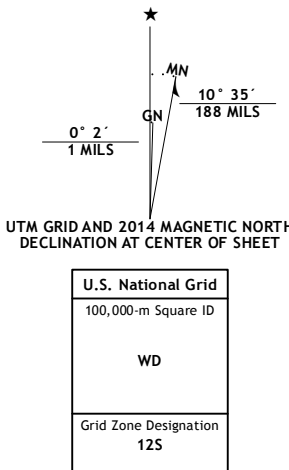 ★
MN
GN
10° 35´
188 MILS
0° 2´
1 MILS
UTM GRID AND 2014 MAGNETIC NORTH
DECLINATION AT CENTER OF SHEET
U.S. National Grid
100,000-m Square ID
WD
Grid Zone Designation
12S